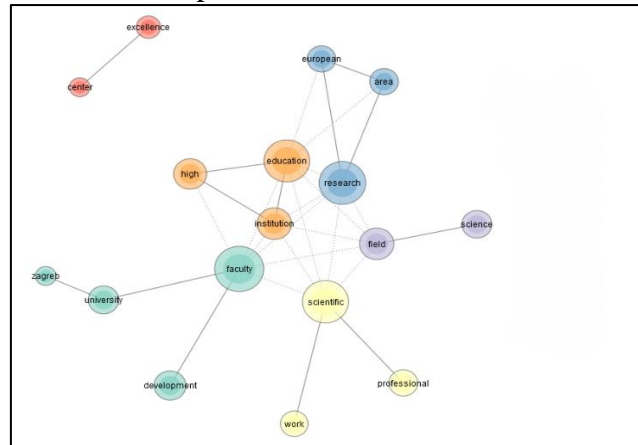 excellence
center
european
area
education
high
research
institution
science
field
faculty
zagreb
university
scientific
development
professional
work